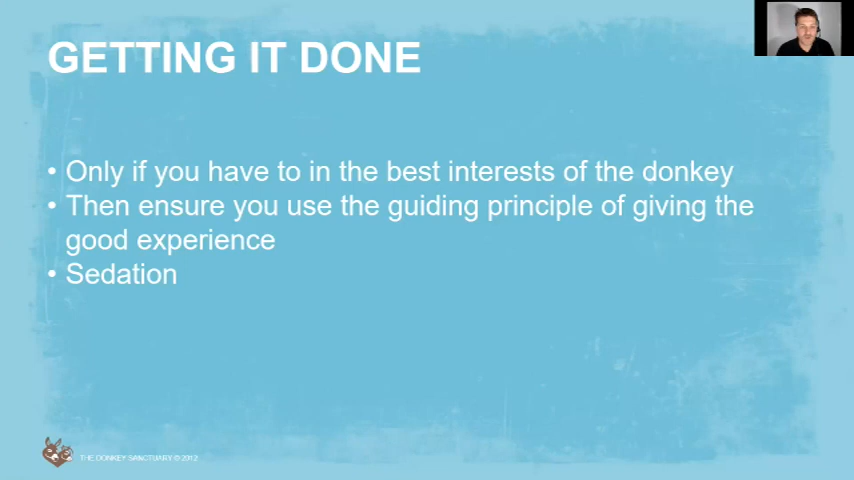 GETTING IT DONE
• Only if you have to in the best interests of the donkey
• Then ensure you use the guiding principle of giving the
good experience
• Sedation
THE DONKEY SANCTUARY © 2012